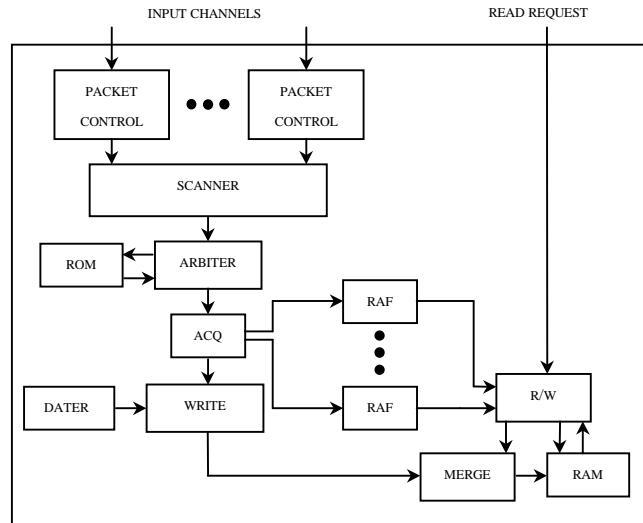 INPUT CHANNELS
READ REQUEST
PACKET
CONTROL
PACKET
CONTROL
SCANNER
ROM
ARBITER
RAF
ACQ
DATER
WRITE
RAF
R/W
MERGE
RAM